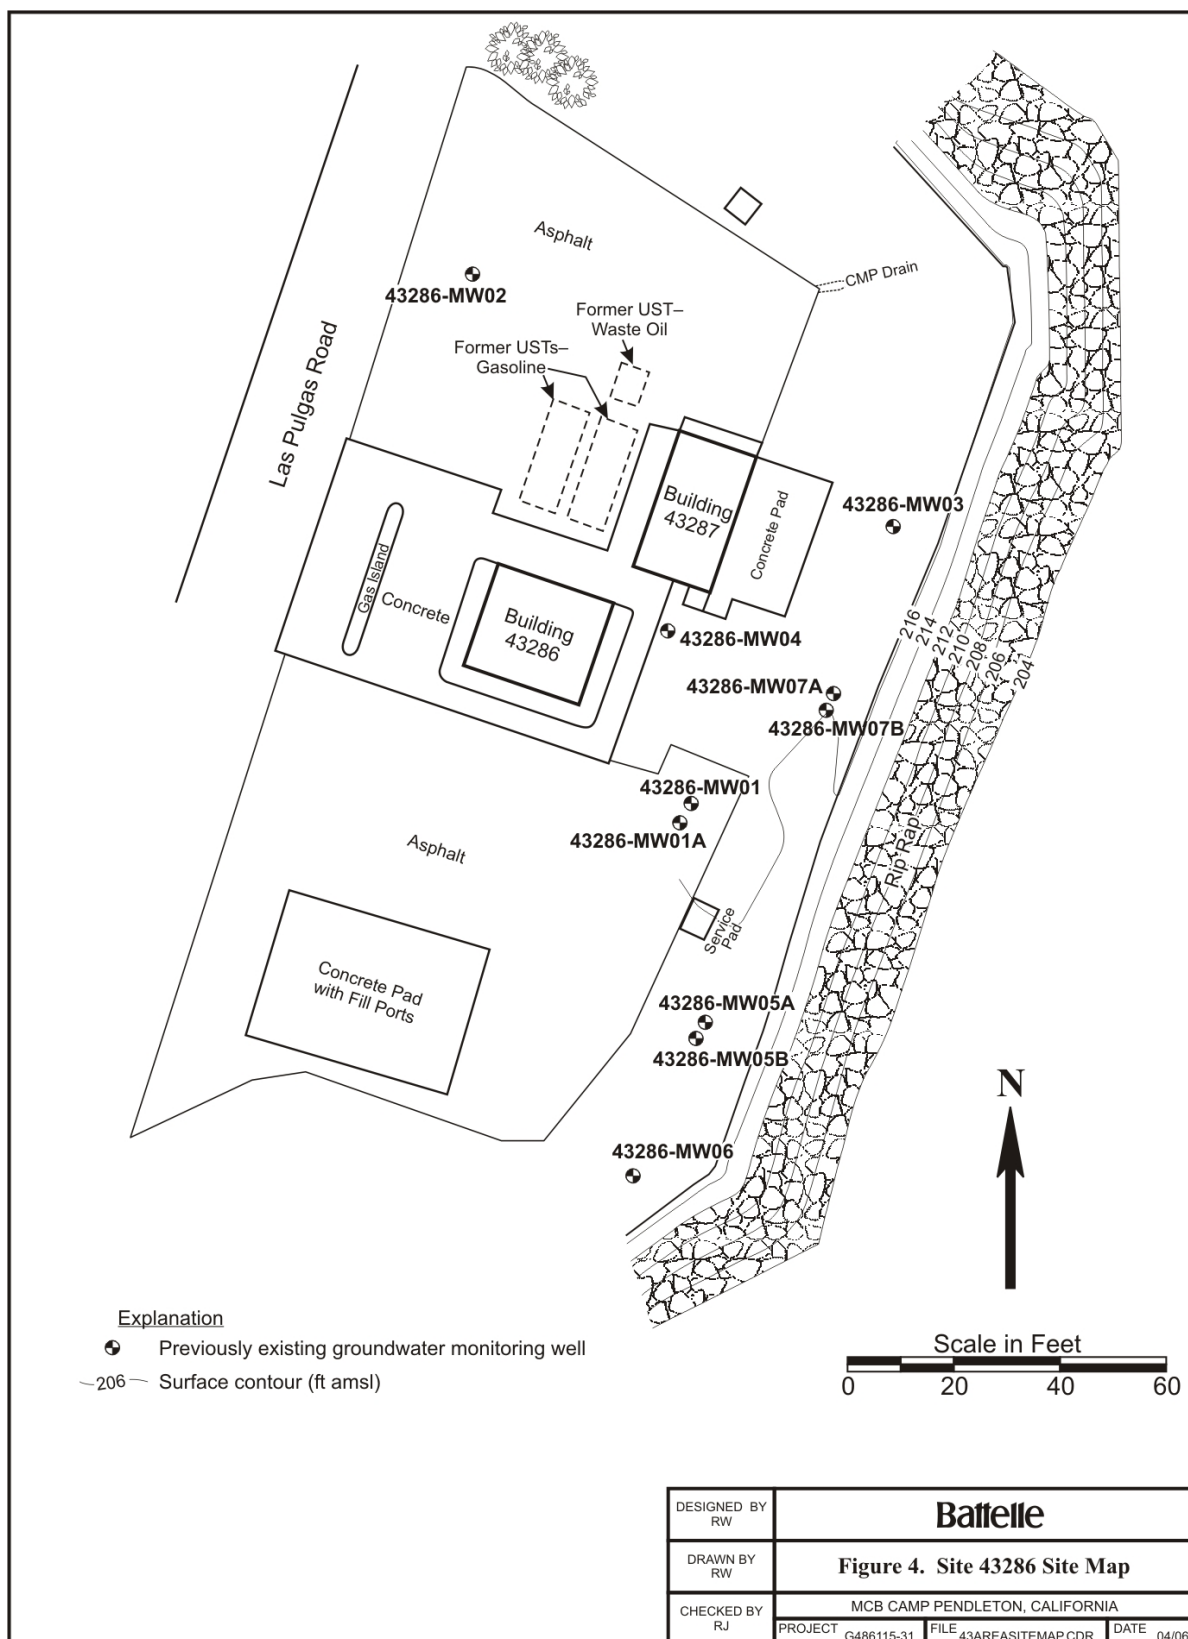 Asphalt
CMP Drain
43286-MW02
Former UST–
Waste Oil
Former USTs–
Gasoline
Las Pulgas Road
Building
43287
Concrete Pad
43286-MW03
Gas Island
Concrete
Building
43286
43286-MW04
216
214
212
210
208
206
204
43286-MW07A
43286-MW07B
43286-MW01
43286-MW01A
Asphalt
Rip Rap
Service
Pad
Concrete Pad
with Fill Ports
43286-MW05A
43286-MW05B
43286-MW06
N
Explanation
Previously existing groundwater monitoring well
206 Surface contour (ft amsl)
Scale in Feet
0 20 40 60
DESIGNED BY
RW
Battelle
DRAWN BY
RW
Figure 4. Site 43286 Site Map
CHECKED BY
RJ
MCB CAMP PENDLETON, CALIFORNIA
PROJECT G486115-31 FILE 43AREASITEMAP.CDR DATE 04/06